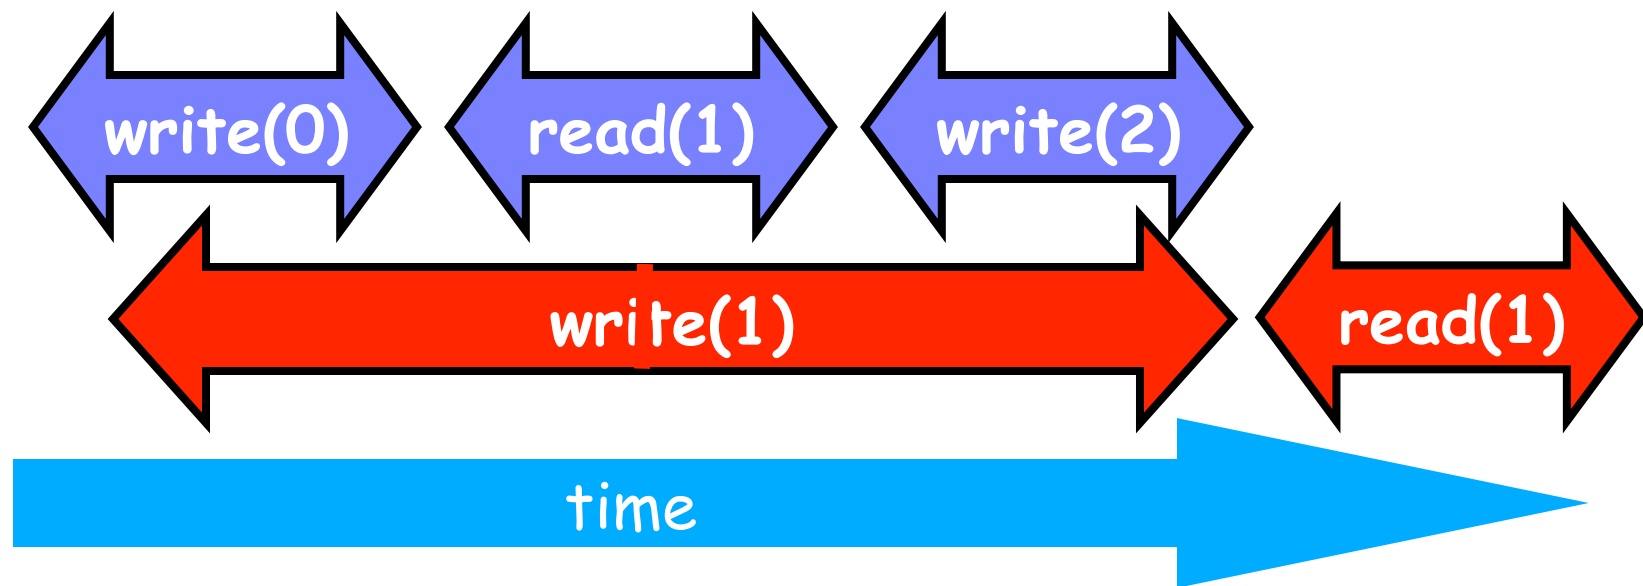 write(0) read(1) write(2)
write(1) read(1)
time